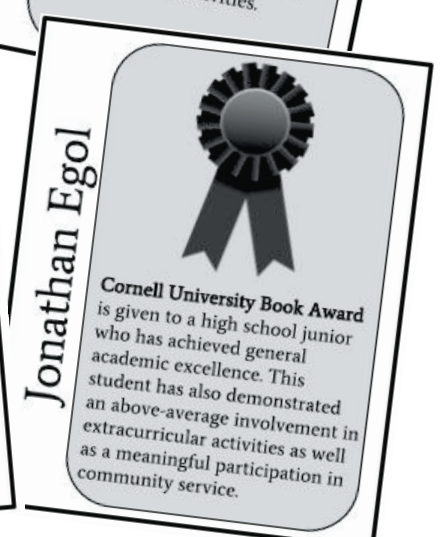 Jonathan Egol
Cornell University Book Award
is given to a high school junior
who has achieved general
academic excellence. This
student has also demonstrated
an above-average involvement in
extracurricular activities as well
as a meaningful participation in
community service.